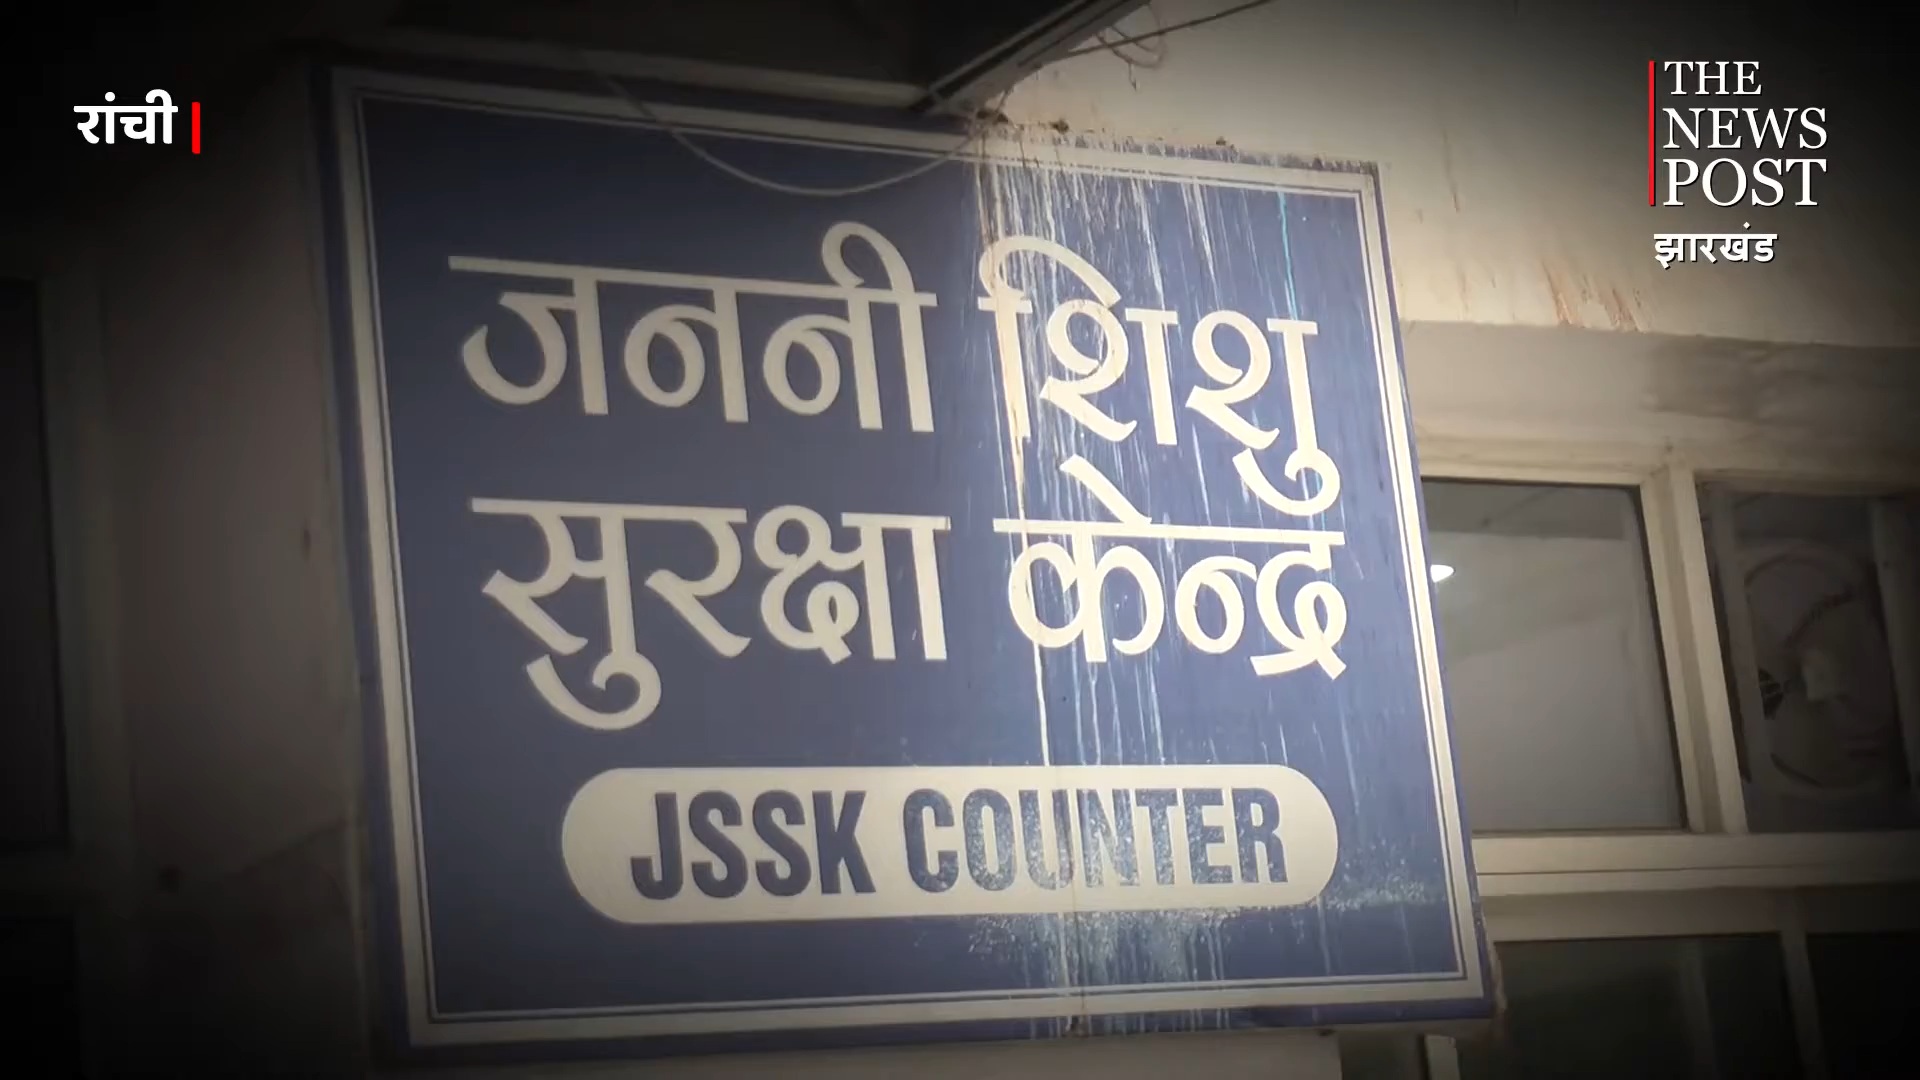 रांची
THE
NEWS
POST
झारखंड
जननी शिशु
सुरक्षा केन्द्र
JSSK COUNTER